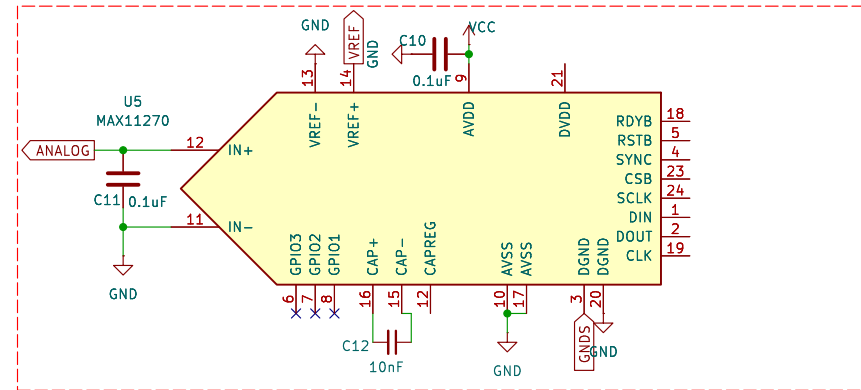 GND
VREF
GND
C10
VCC
0.1uF
13
14
9
21
U5
MAX11270
VREF-
VREF+
AVDD
DVDD
RDYB
18
RSTB
5
ANALOG
12
IN+
SYNC
4
CSB
23
C11
0.1uF
SCLK
24
11
IN-
DIN
1
DOUT
2
CLK
19
GPIO3
GPIO2
GPIO1
CAP+
CAP-
CAPREG
AVSS
AVSS
DGND
DGND
GND
6
7
8
16
15
12
10
17
3
20
C12
10nF
GND
GNDS
GND